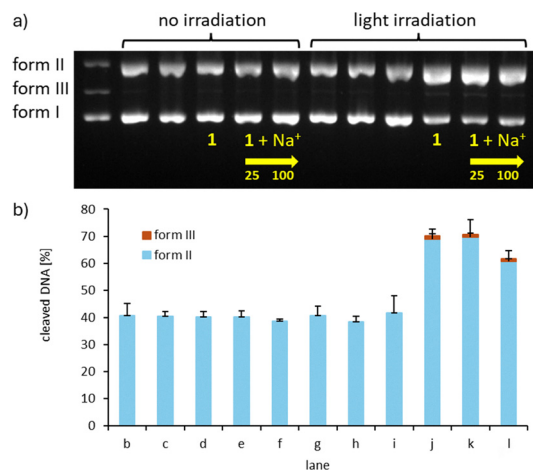 a)
no irradiation
light irradiation
form II
form III
form I
1
1 + Na⁺
1
1 + Na⁺
25 100
25 100
b)
80
70
60
50
40
30
20
10
0
cleaved DNA [%]
form III
form II
b c d e f g h i j k l
lane